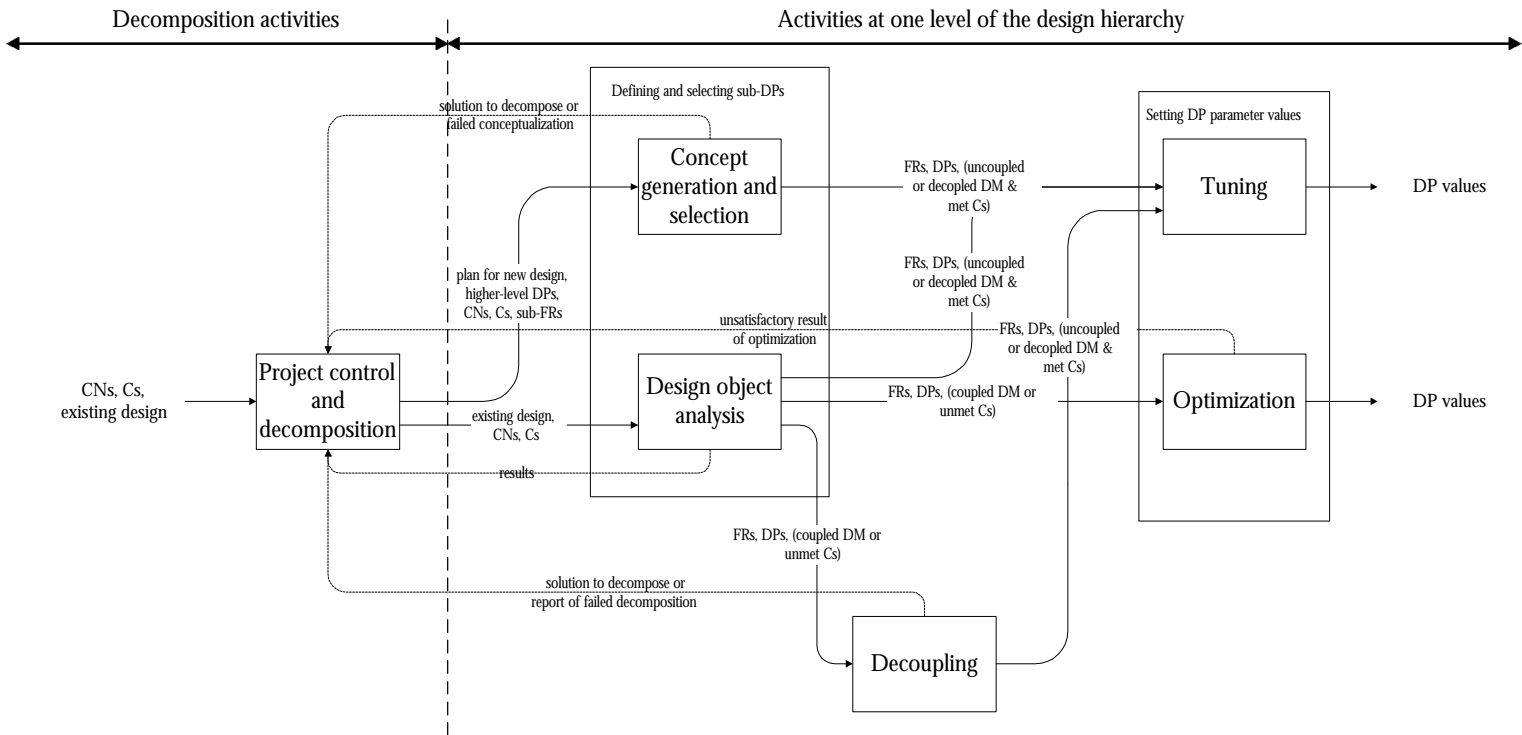 Decomposition activities
Activities at one level of the design hierarchy
Defining and selecting sub-DPs
solution to decompose or
failed conceptualization
Setting DP parameter values
Concept
generation and
selection
FRs, DPs, (uncoupled
or decopled DM &
met Cs)
Tuning
DP values
plan for new design,
higher-level DPs,
CNs, Cs, sub-FRs
FRs, DPs, (uncoupled
or decopled DM &
met Cs)
unsatisfactory result
of optimization
FRs, DPs, (uncoupled
or decopled DM &
met Cs)
CNs, Cs,
existing design
Project control
and
decomposition
existing design,
CNs, Cs
Design object
analysis
FRs, DPs, (coupled DM or
unmet Cs)
Optimization
DP values
results
FRs, DPs, (coupled DM or
unmet Cs)
solution to decompose or
report of failed decomposition
Decoupling